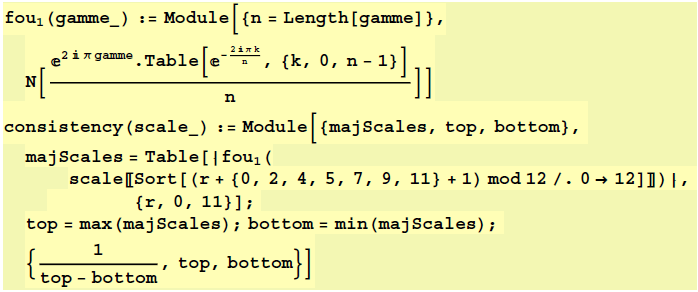 fou₁(gamme_) := Module[{n = Length[gamme]},
N[(ⅇ^(2 ⅈ π gamme).Table[ⅇ^(-(2 ⅈ π k)/n), {k, 0, n - 1}])/n]]
consistency(scale_) := Module[{majScales, top, bottom},
majScales = Table[|fou₁(
scale⟦Sort[(r + {0, 2, 4, 5, 7, 9, 11} + 1) mod 12 /. 0 → 12]⟧)|,
{r, 0, 11}];
top = max(majScales); bottom = min(majScales);
{1/(top - bottom), top, bottom}]